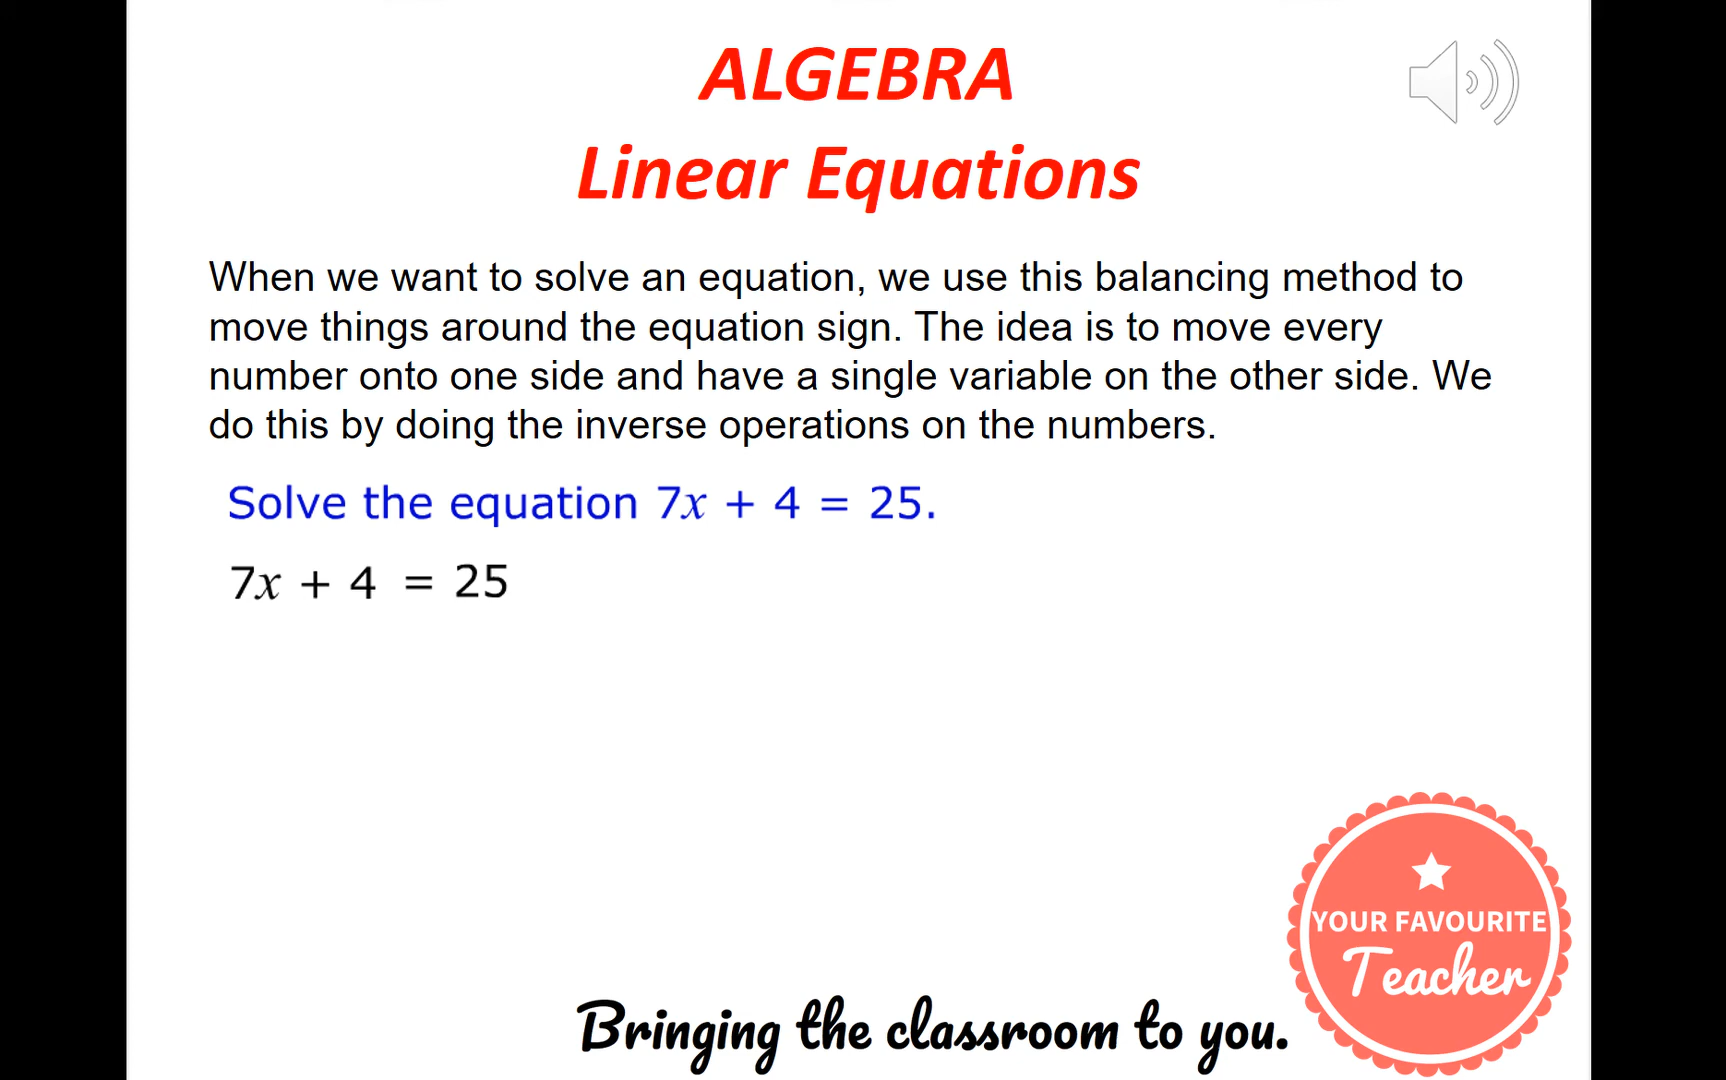 ALGEBRA
Linear Equations
When we want to solve an equation, we use this balancing method to
move things around the equation sign. The idea is to move every
number onto one side and have a single variable on the other side. We
do this by doing the inverse operations on the numbers.
Solve the equation 7x + 4 = 25.
7x + 4 = 25
YOUR FAVOURITE
Teacher
Bringing the classroom to you.